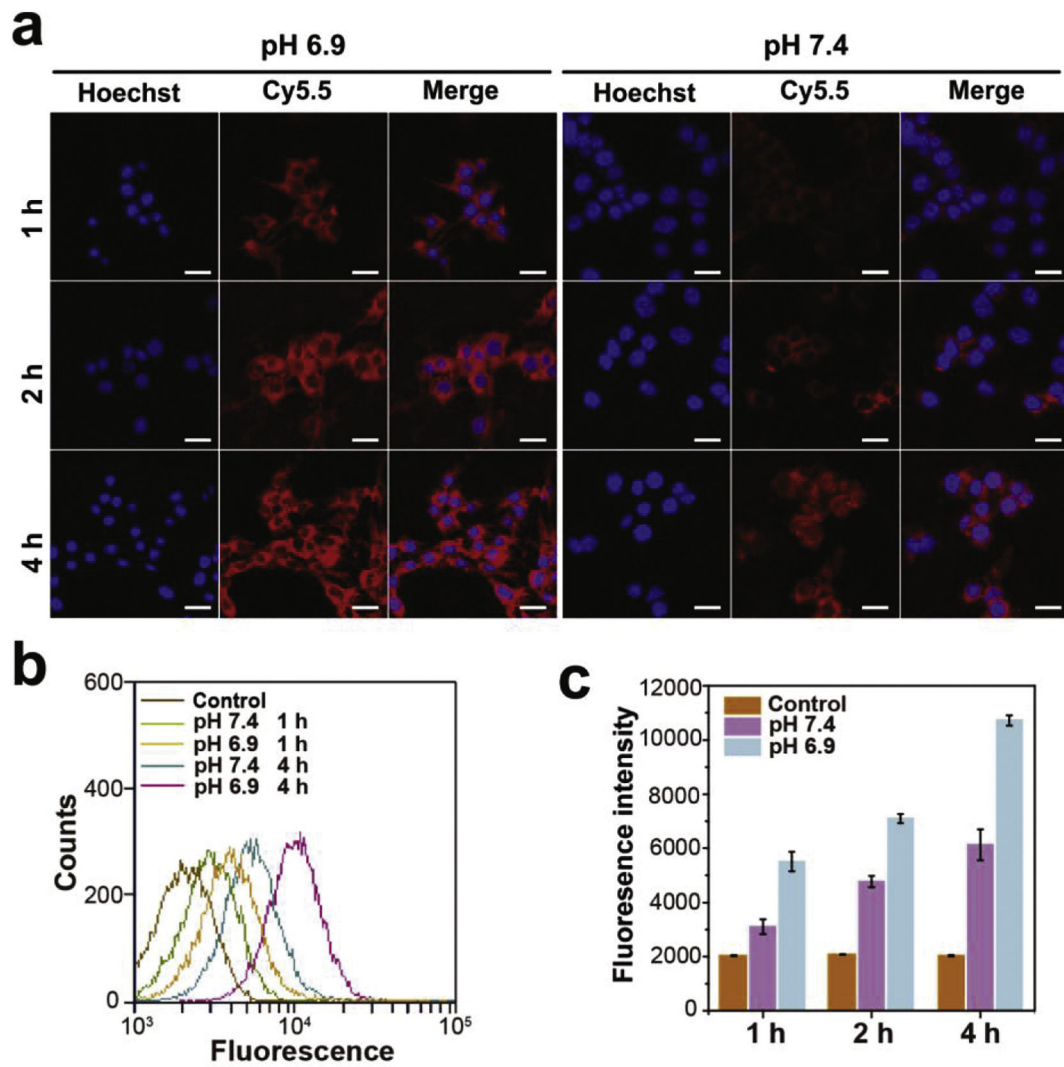 a
pH 6.9 pH 7.4
Hoechst Cy5.5 Merge Hoechst Cy5.5 Merge
1 h
2 h
4 h
b
600
400
200
0
Counts
Control
pH 7.4 1 h
pH 6.9 1 h
pH 7.4 4 h
pH 6.9 4 h
10³ 10⁴ 10⁵
Fluorescence
c
12000
10000
8000
6000
4000
2000
0
Fluoresence intensity
Control
pH 7.4
pH 6.9
1 h 2 h 4 h